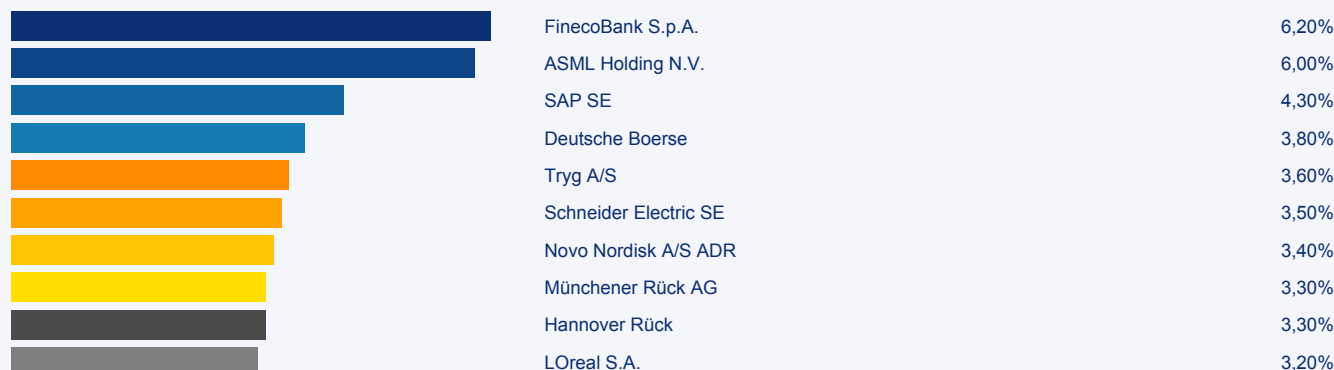 FinecoBank S.p.A. 6,20%
ASML Holding N.V. 6,00%
SAP SE 4,30%
Deutsche Boerse 3,80%
Tryg A/S 3,60%
Schneider Electric SE 3,50%
Novo Nordisk A/S ADR 3,40%
Münchener Rück AG 3,30%
Hannover Rück 3,30%
LOreal S.A. 3,20%